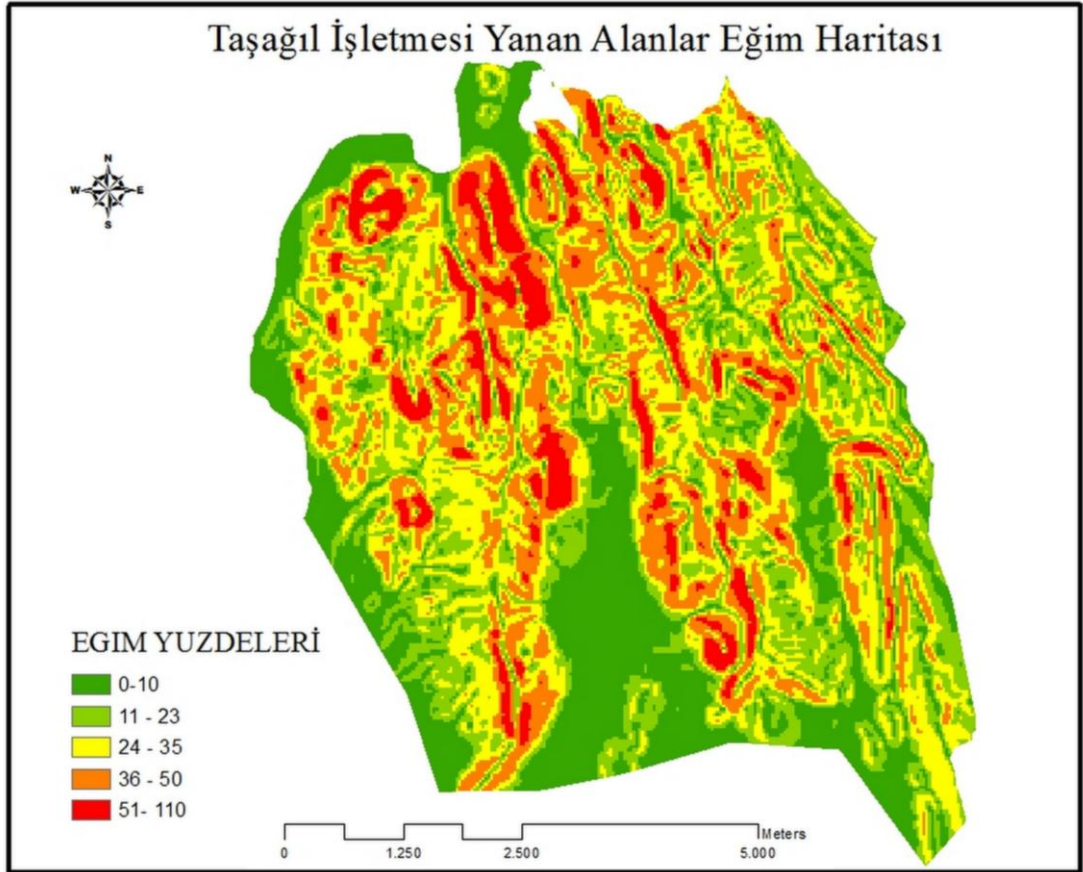 Taşağıl İşletmesi Yanan Alanlar Eğim Haritası
N
W E
S
EGIM YUZDELERİ
0-10
11 - 23
24 - 35
36 - 50
51- 110
Meters
0 1.250 2.500 5.000